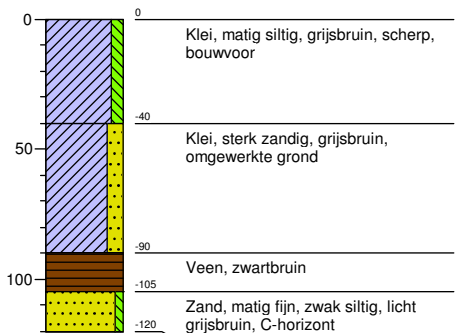 0
0
Klei, matig siltig, grijsbruin, scherp,
bouwvoor
-40
Klei, sterk zandig, grijsbruin,
omgewerkte grond
50
-90
Veen, zwartbruin
100
-105
Zand, matig fijn, zwak siltig, licht
grijsbruin, C-horizont
-120